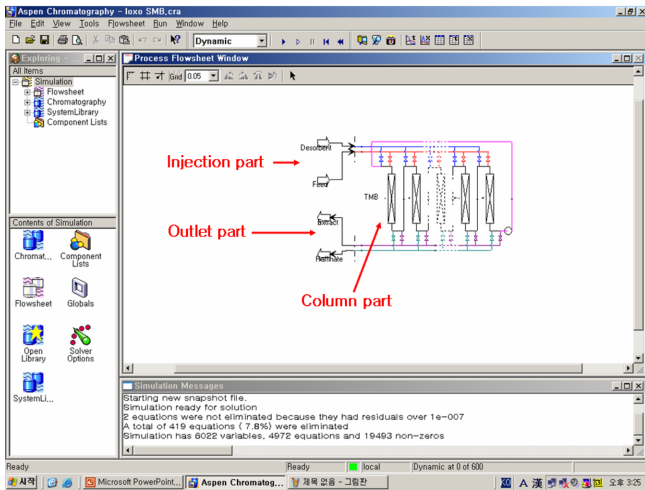 Aspen Chromatography - loxo SMB.cra
File Edit View Tools Flowsheet Run Window Help
Dynamic
Exploring -
Process Flowsheet Window
All Items
Grid 0.05
Simulation
Flowsheet
Chromatography
SystemLibrary
Component Lists
Desorbent
Injection part
Feed
TMB
Contents of Simulation
Extract
Outlet part
Raffinate
Chromat... Component Lists
Column part
Flowsheet Globals
Open Library Solver Options
SystemLi...
Simulation Messages
Starting new snapshot file.
Simulation ready for solution
2 equations were not eliminated because they had residuals over 1e-007
A total of 419 equations ( 7.8%) were eliminated
Simulation has 6022 variables, 4972 equations and 19493 non-zeros
Ready Ready local Dynamic at 0 of 600
시작 Microsoft PowerPoint,... Aspen Chromatog... 제목 없음 - 그림판 A 漢 오후 3:25